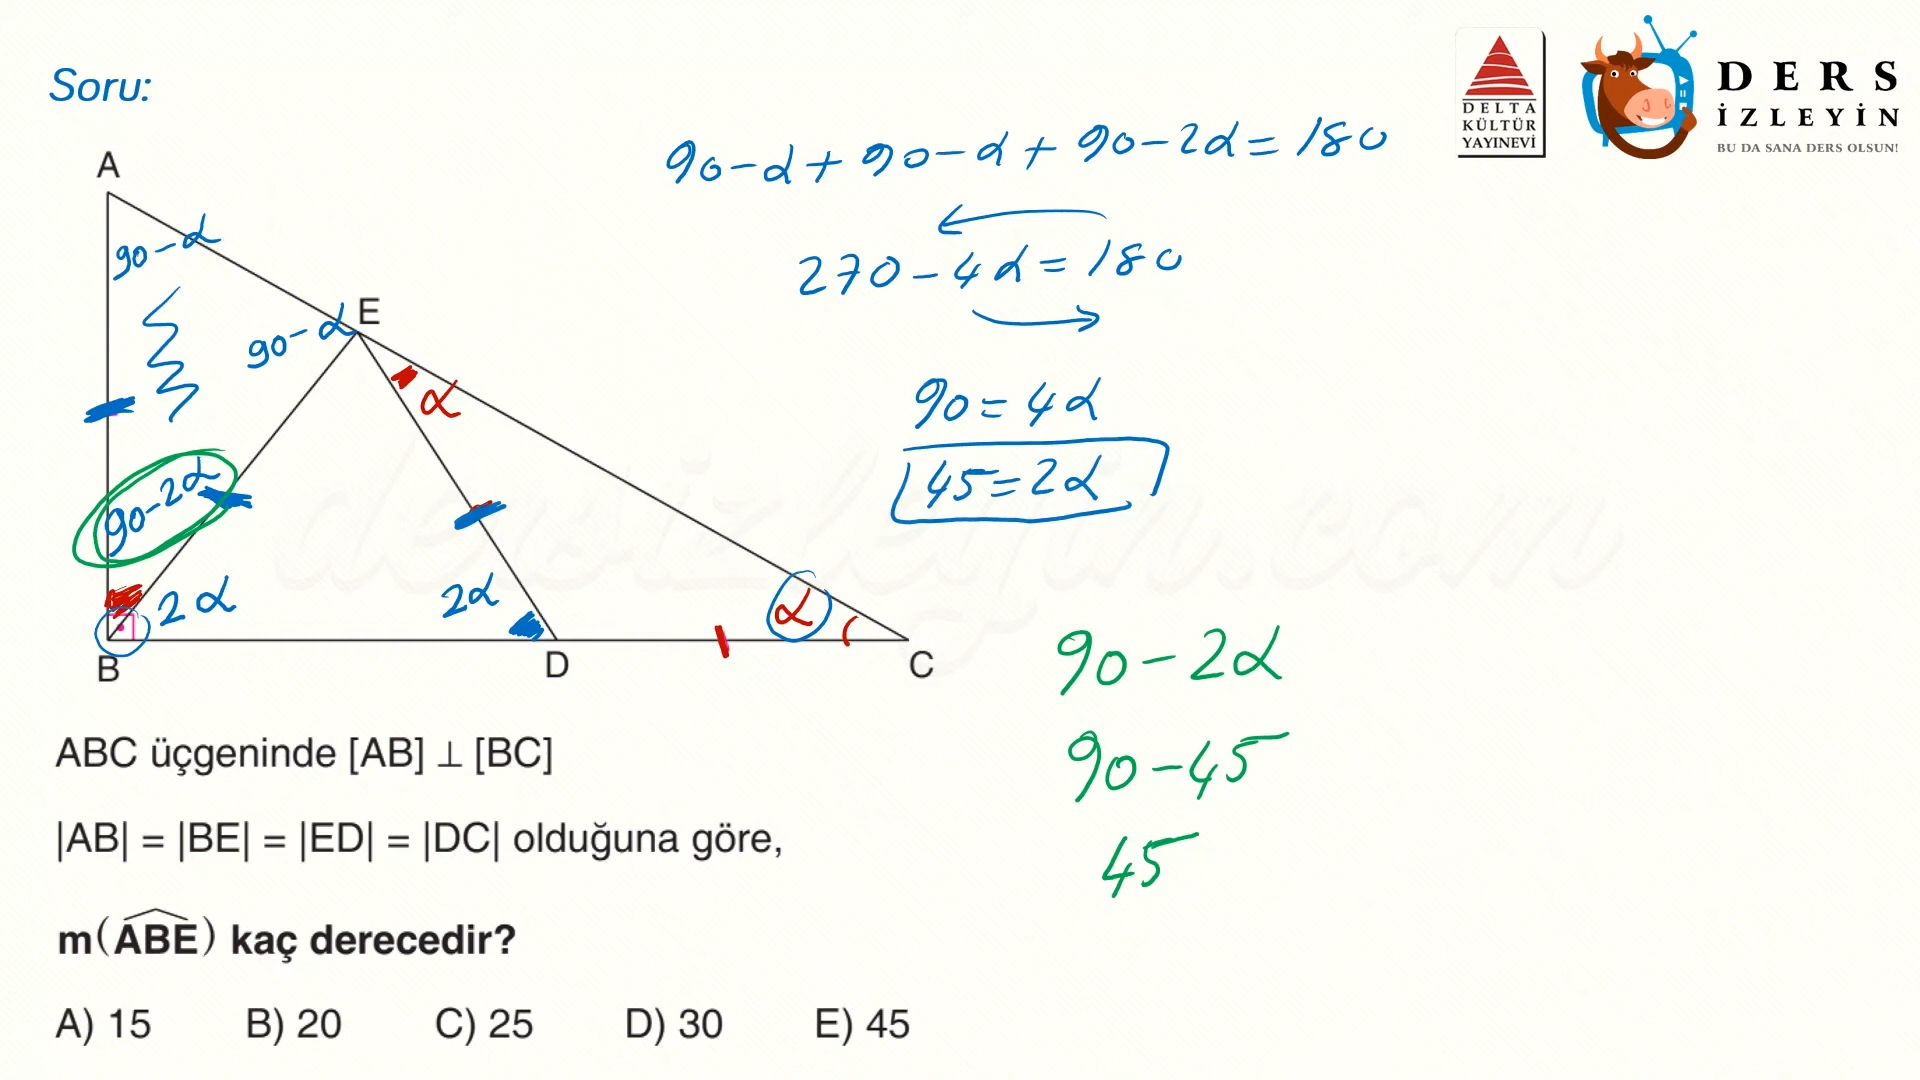 Soru:
DELTA
KÜLTÜR
YAYINEVİ
DERS
İZLEYİN
BU DA SANA DERS OLSUN!
90-α+90-α+90-2α=180
270-4α=180
90=4α
45=2α
A
90-α
E
90-α
α
90-2α
2α
2α
α
B
D
C
dersizleyin.com
90-2α
90-45
45
ABC üçgeninde [AB] ⊥ [BC]
|AB| = |BE| = |ED| = |DC| olduğuna göre,
m(ABE) kaç derecedir?
A) 15 B) 20 C) 25 D) 30 E) 45